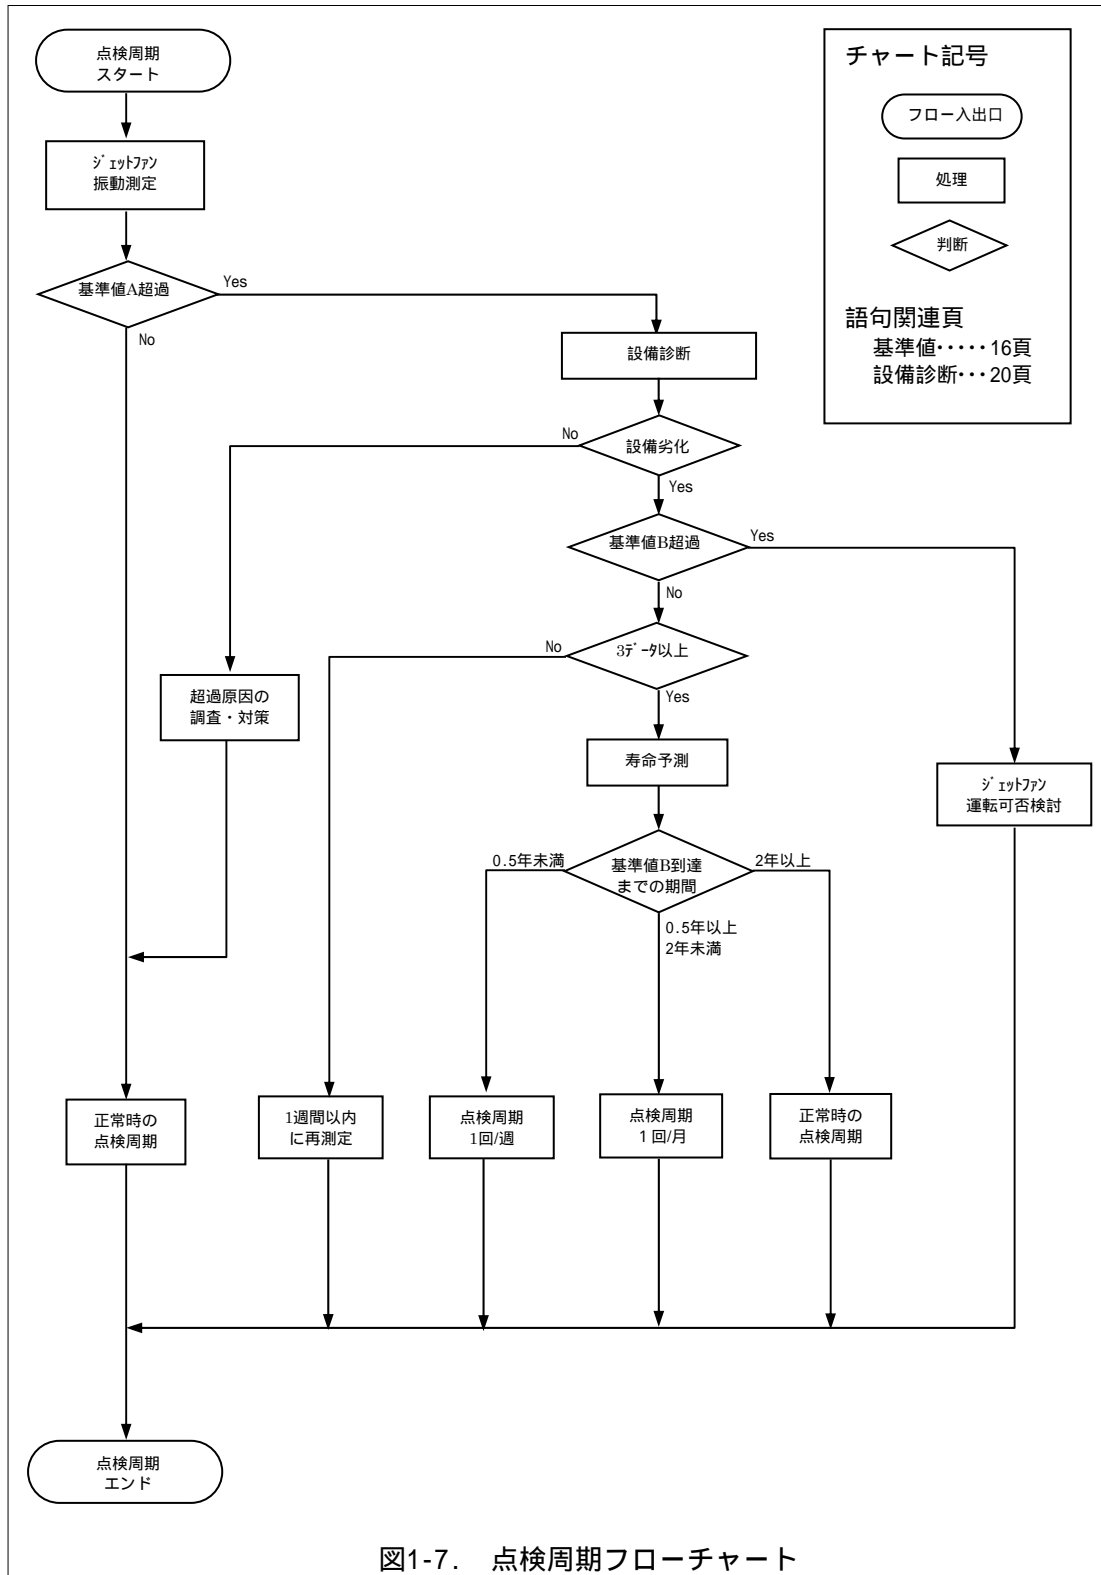 点検周期
スタート
ｼﾞｪｯﾄﾌｧﾝ
振動測定
基準値A超過
Yes
No
設備診断
設備劣化
No
Yes
基準値B超過
Yes
No
3ﾃﾞｰﾀ以上
No
Yes
超過原因の
調査・対策
寿命予測
ｼﾞｪｯﾄﾌｧﾝ
運転可否検討
基準値B到達
までの期間
0.5年未満
2年以上
0.5年以上
2年未満
正常時の
点検周期
1週間以内
に再測定
点検周期
1回/週
点検周期
１回/月
正常時の
点検周期
点検周期
エンド
チャート記号
フロー入出口
処理
判断
語句関連頁
基準値・・・・・16頁
設備診断・・・20頁
図1-7.　点検周期フローチャート